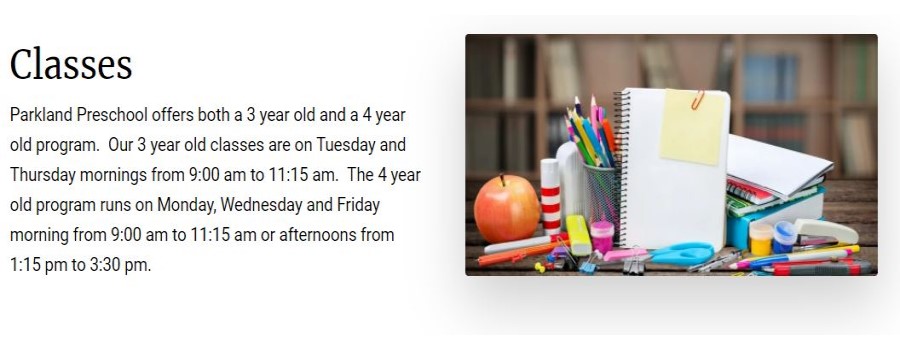 Classes
Parkland Preschool offers both a 3 year old and a 4 year
old program.  Our 3 year old classes are on Tuesday and
Thursday mornings from 9:00 am to 11:15 am.  The 4 year
old program runs on Monday, Wednesday and Friday
morning from 9:00 am to 11:15 am or afternoons from
1:15 pm to 3:30 pm.